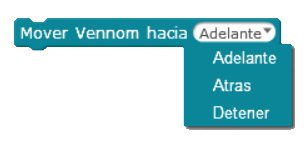 Mover Vennom hacia Adelante
Adelante
Atras
Detener